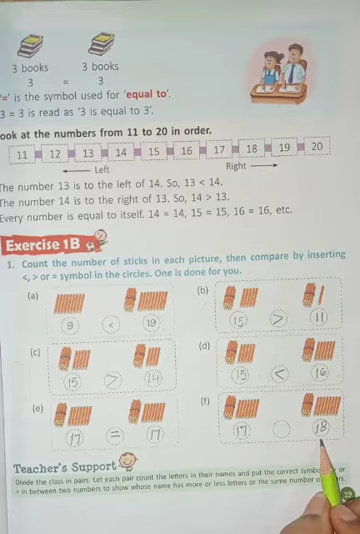 3 books 3 books
3 = 3
'=' is the symbol used for 'equal to'.
3 = 3 is read as '3 is equal to 3'.
ook at the numbers from 11 to 20 in order.
11 12 13 14 15 16 17 18 19 20
Left Right
The number 13 is to the left of 14. So, 13 < 14.
The number 14 is to the right of 13. So, 14 > 13.
Every number is equal to itself. 14 = 14, 15 = 15, 16 = 16, etc.
Exercise 1B
1. Count the number of sticks in each picture, then compare by inserting
<, > or = symbol in the circles. One is done for you.
(a) (b)
9 < 19 15 > 11
(c) (d)
15 > 14 15 < 16
(e) (f)
17 = 17 17 18
Teacher's Support
Divide the class in pairs. Let each pair count the letters in their names and put the correct symbo or
= in between two numbers to show whose name has more or less letters or the same number o
19